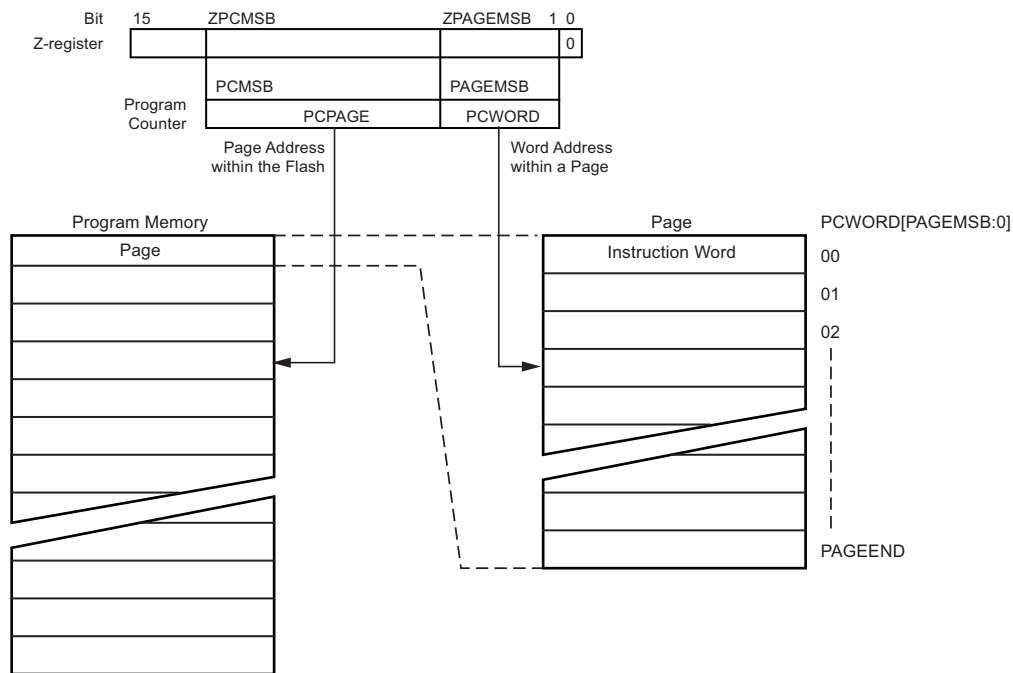 Bit 15 ZPCMSB ZPAGEMSB 1 0
Z-register 0
PCMSB PAGEMSB
Program
Counter
PCPAGE PCWORD
Page Address
within the Flash
Word Address
within a Page
Program Memory
Page
Page PCWORD[PAGEMSB:0]
Instruction Word 00
01
02
PAGEEND